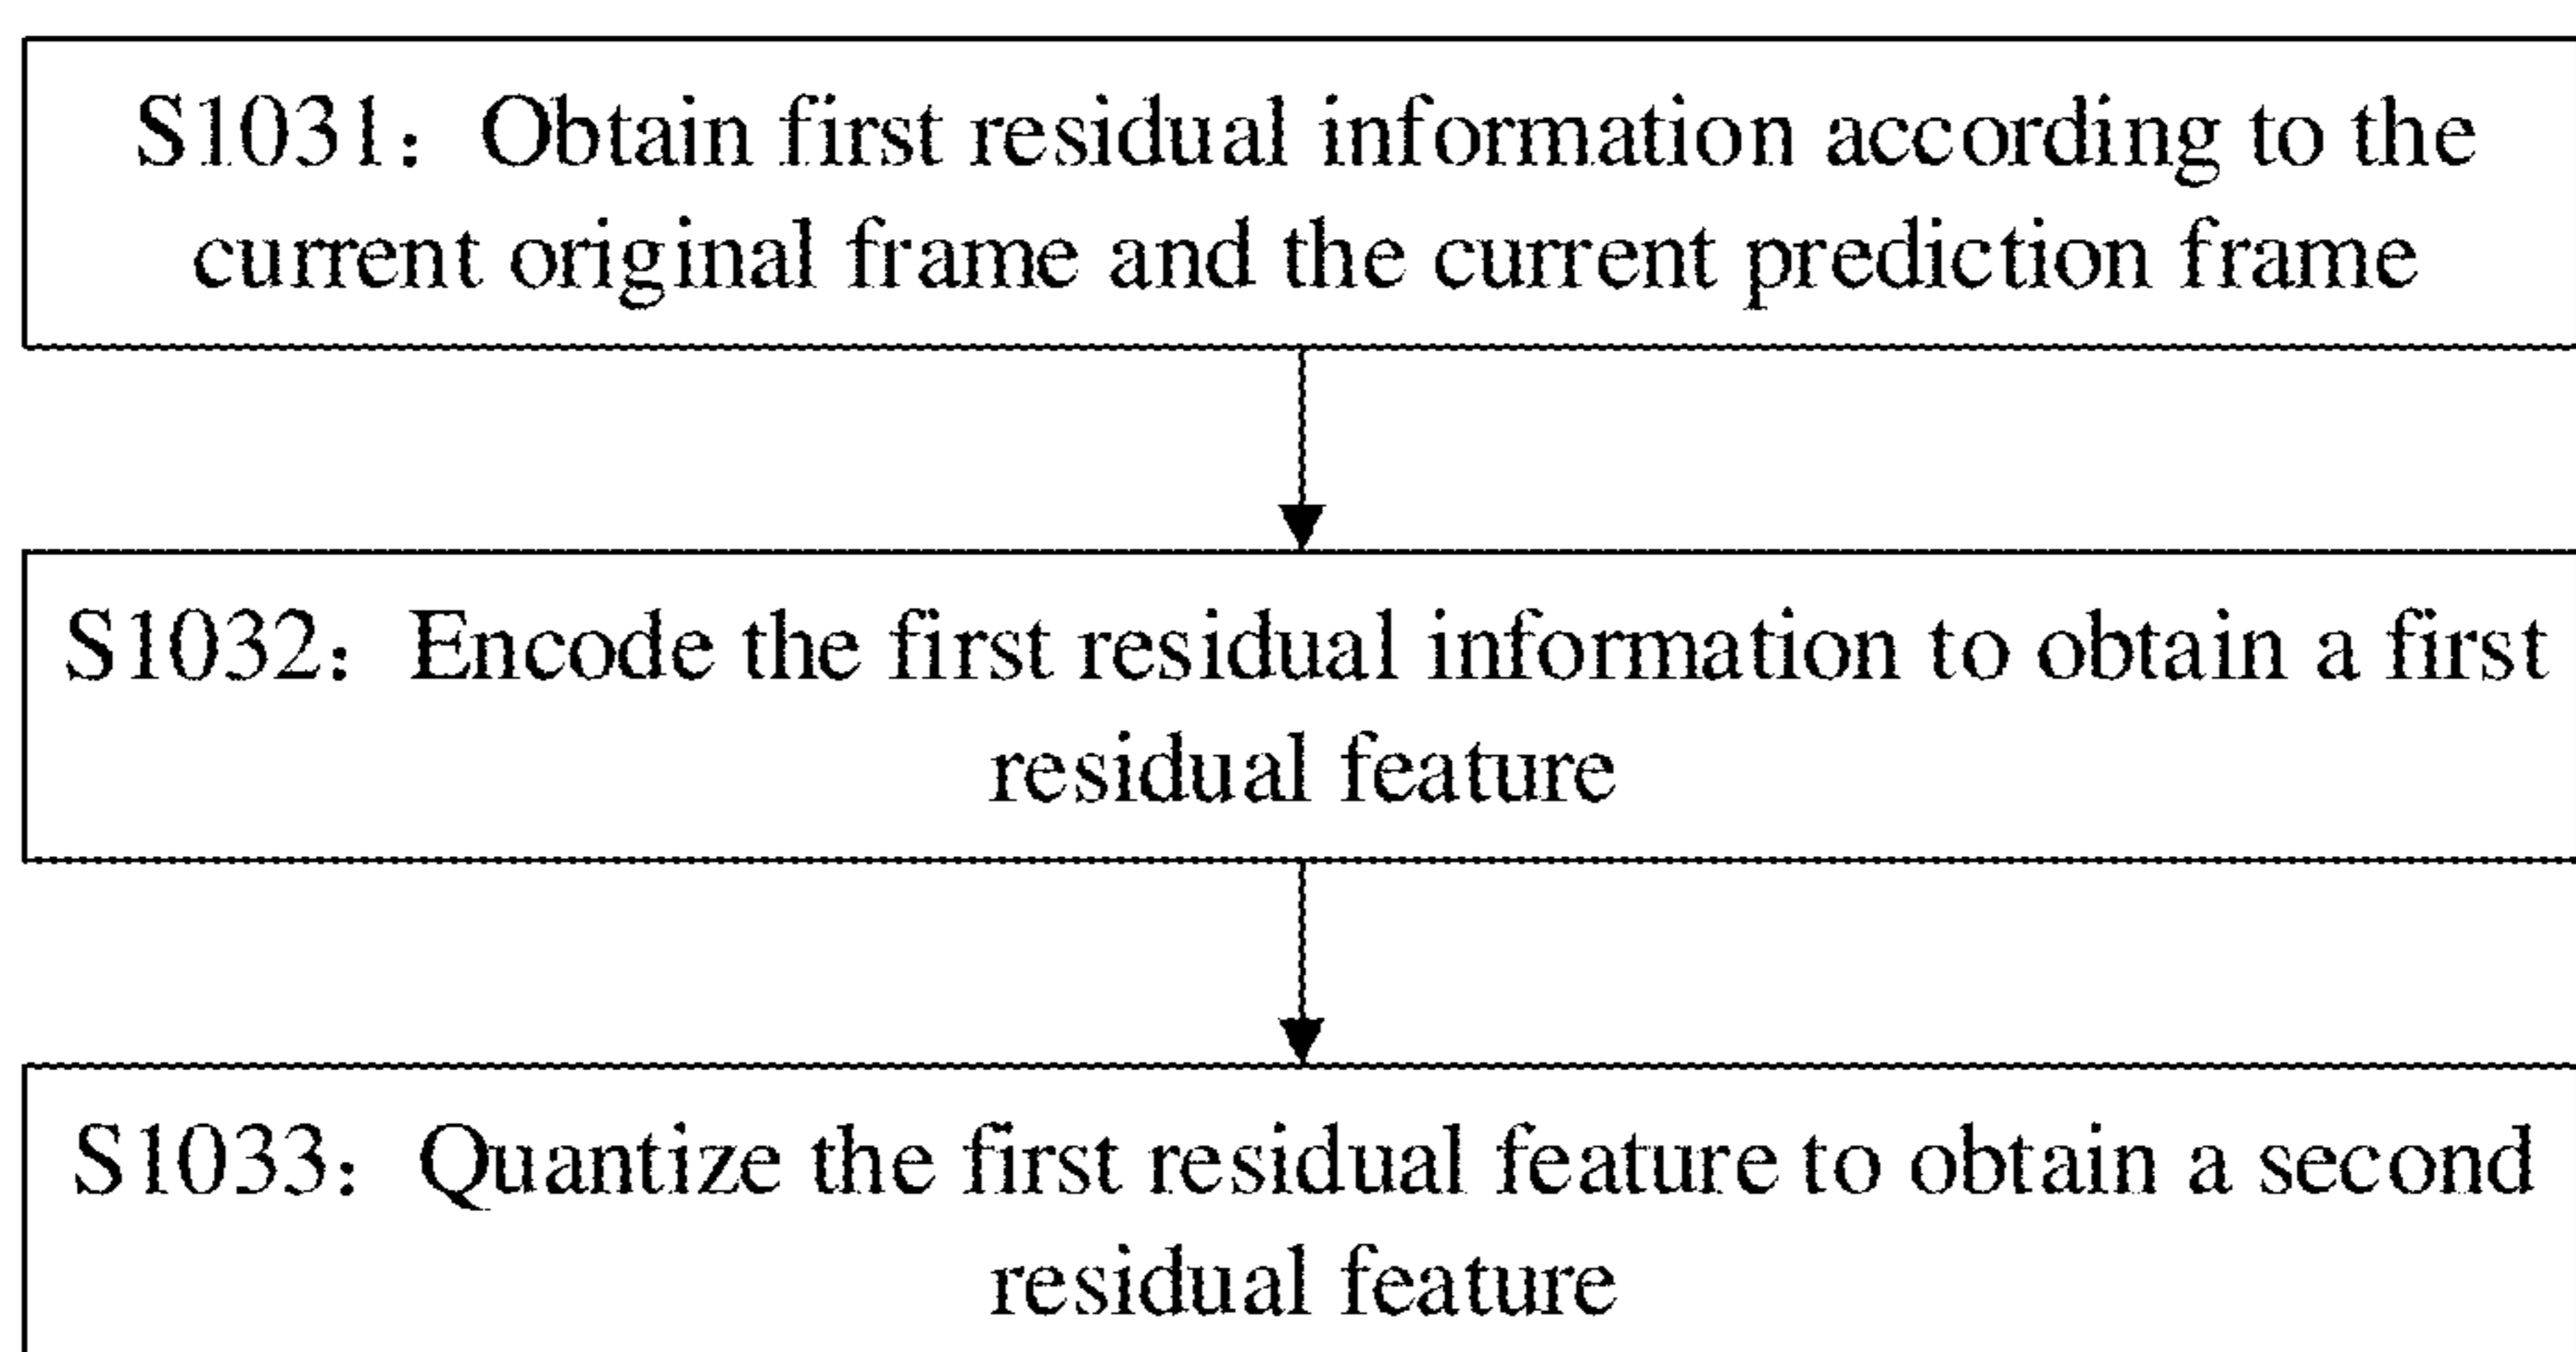 S1031: Obtain first residual information according to the
current original frame and the current prediction frame
S1032: Encode the first residual information to obtain a first
residual feature
S1033: Quantize the first residual feature to obtain a second
residual feature